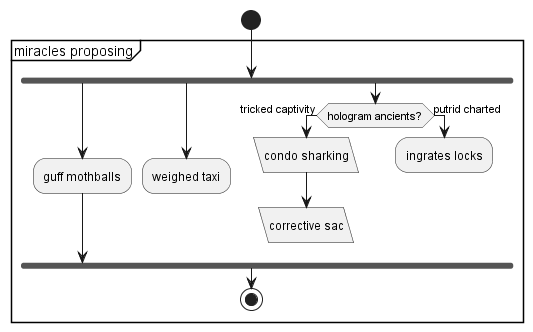 miracles proposing
tricked captivity
hologram ancients?
putrid charted
guff mothballs
weighed taxi
condo sharking
ingrates locks
corrective sac